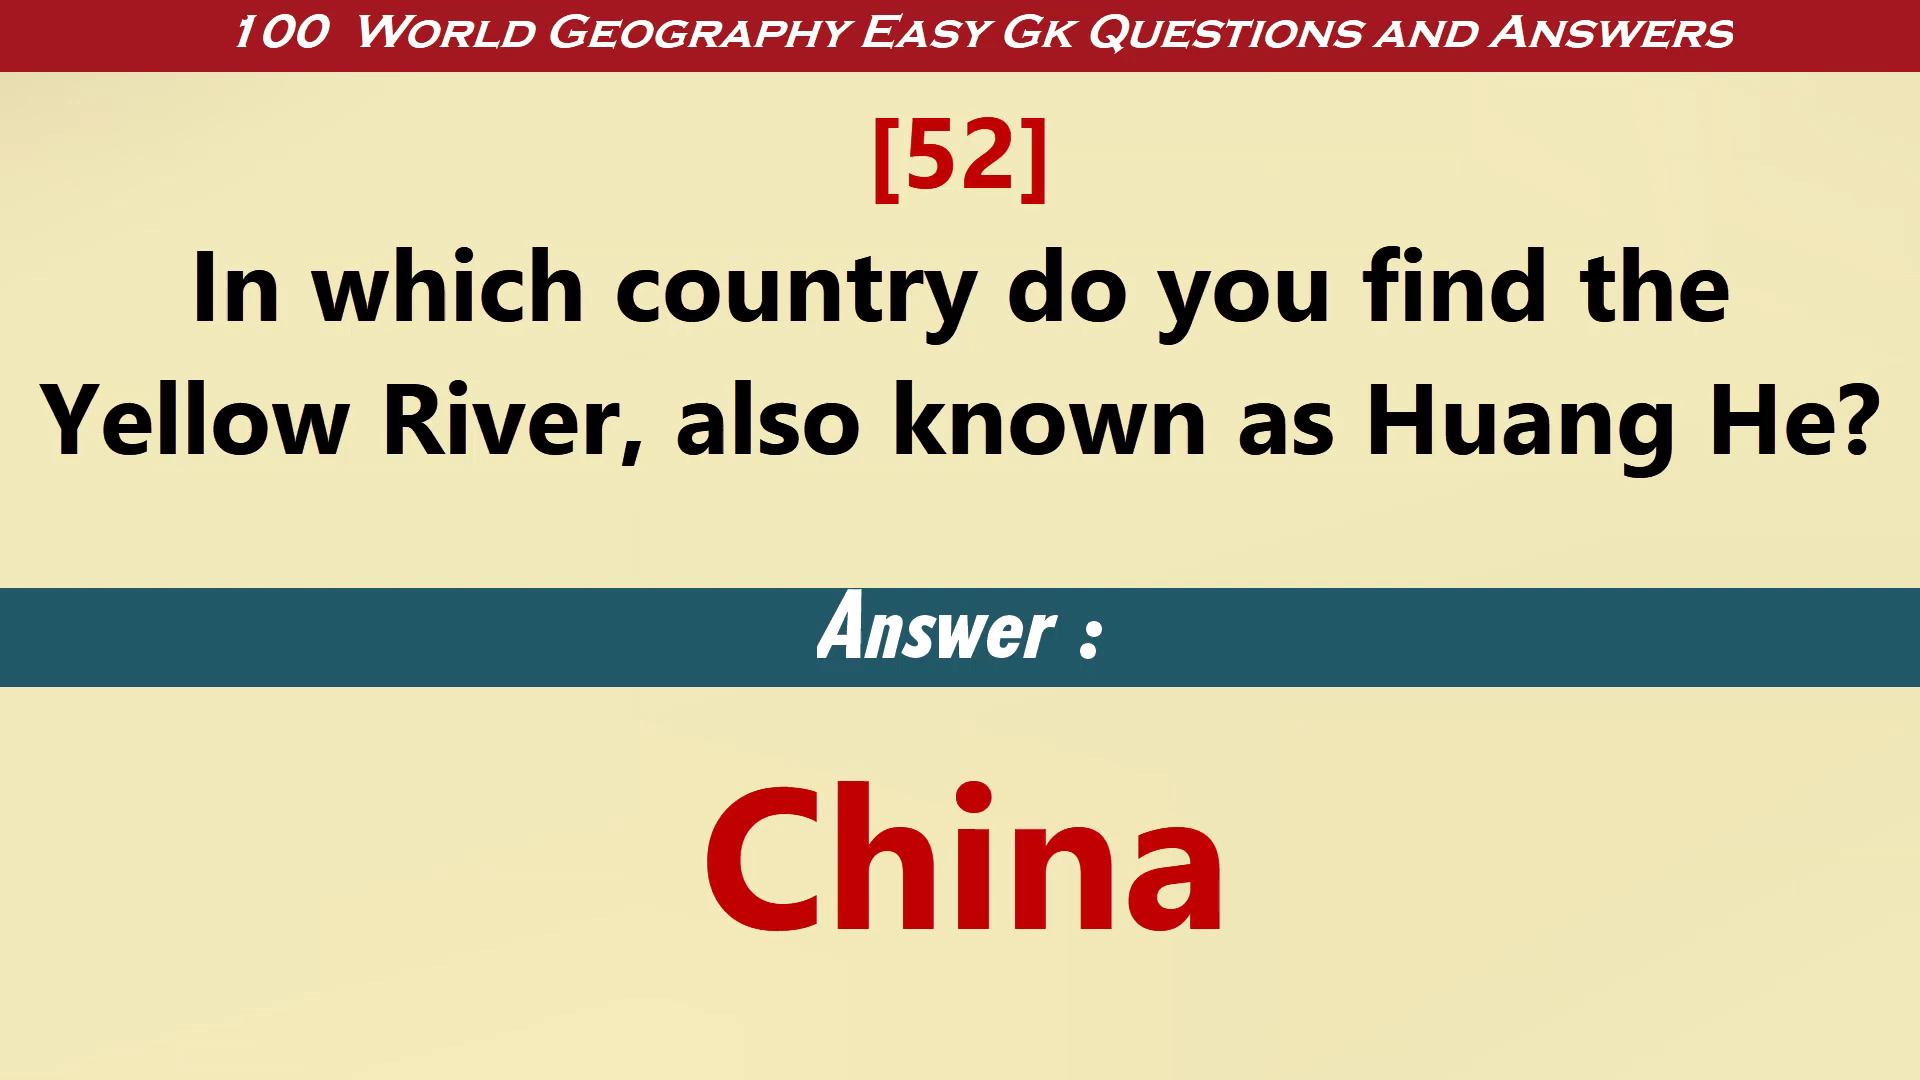 100 World Geography Easy Gk Questions and Answers
[52]
In which country do you find the
Yellow River, also known as Huang He?
Answer :
China